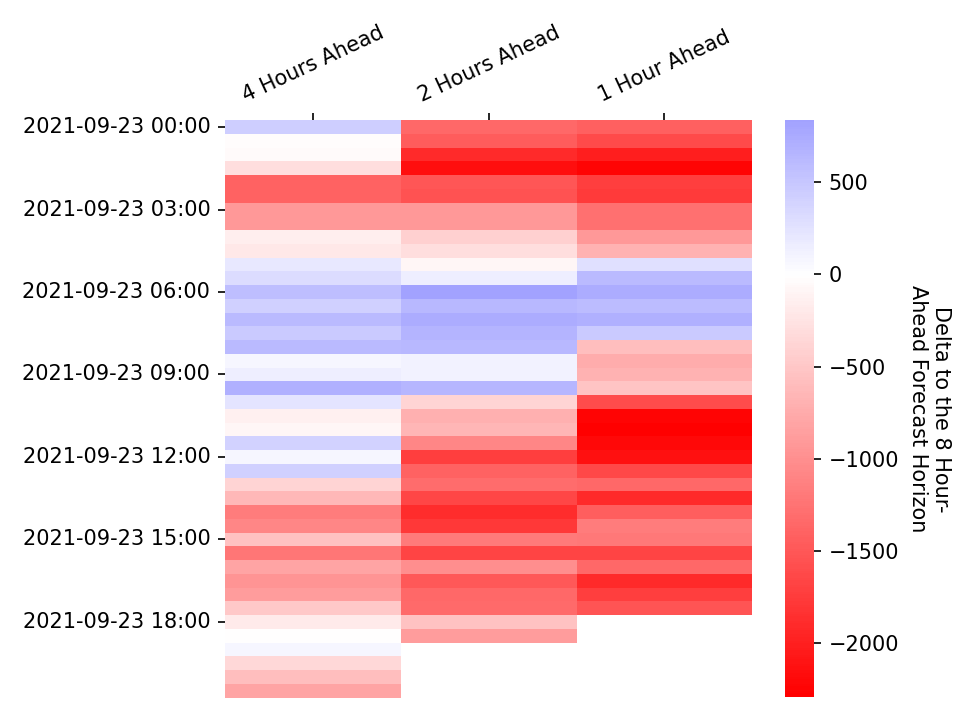 4 Hours Ahead
2 Hours Ahead
1 Hour Ahead
2021-09-23 00:00
2021-09-23 03:00
2021-09-23 06:00
2021-09-23 09:00
2021-09-23 12:00
2021-09-23 15:00
2021-09-23 18:00
500
0
−500
−1000
−1500
−2000
Delta to the 8 Hour-
Ahead Forecast Horizon